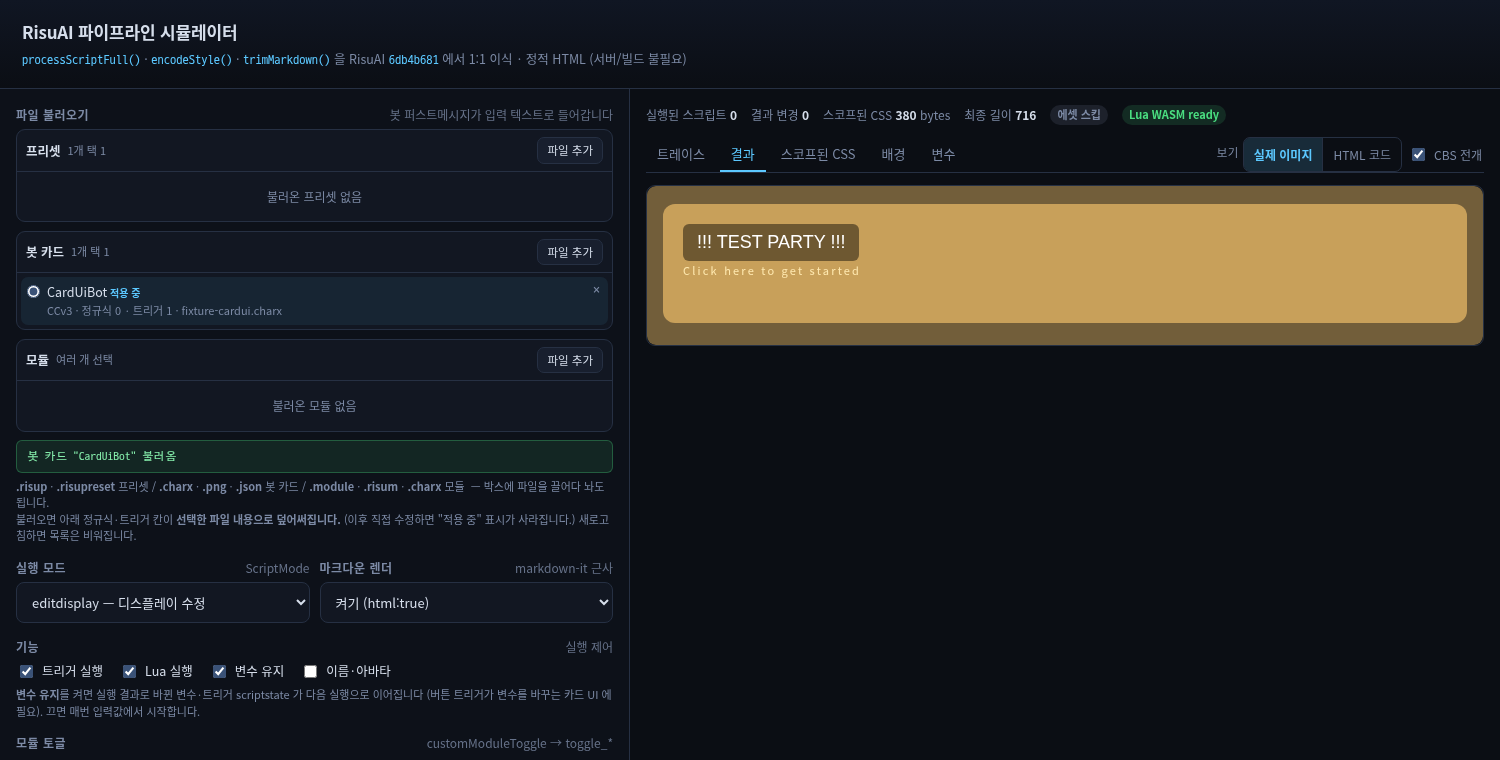 RisuAI 파이프라인 시뮬레이터
processScriptFull() · encodeStyle() · trimMarkdown() 을 RisuAI 6db4b681 에서 1:1 이식 · 정적 HTML (서버/빌드 불필요)
파일 불러오기
봇 퍼스트메시지가 입력 텍스트로 들어갑니다
프리셋 1개 택 1
파일 추가
불러온 프리셋 없음
봇 카드 1개 택 1
파일 추가
CardUiBot 적용 중
×
CCv3 · 정규식 0 · 트리거 1 · fixture-cardui.charx
모듈 여러 개 선택
파일 추가
불러온 모듈 없음
봇 카드 "CardUiBot" 불러옴
.risup · .risupreset 프리셋 / .charx · .png · .json 봇 카드 / .module · .risum · .charx 모듈 — 박스에 파일을 끌어다 놔도
됩니다.
불러오면 아래 정규식·트리거 칸이 선택한 파일 내용으로 덮어써집니다. (이후 직접 수정하면 "적용 중" 표시가 사라집니다.) 새로고
침하면 목록은 비워집니다.
실행 모드
ScriptMode
마크다운 렌더
markdown-it 근사
editdisplay — 디스플레이 수정
켜기 (html:true)
기능
실행 제어
트리거 실행
Lua 실행
변수 유지
이름·아바타
변수 유지를 켜면 실행 결과로 바뀐 변수·트리거 scriptstate 가 다음 실행으로 이어집니다 (버튼 트리거가 변수를 바꾸는 카드 UI 에
필요). 끄면 매번 입력값에서 시작합니다.
모듈 토글
customModuleToggle → toggle_*
실행된 스크립트 0 결과 변경 0 스코프된 CSS 380 bytes 최종 길이 716 에셋 스킵 Lua WASM ready
트레이스
결과
스코프된 CSS
배경
변수
보기
실제 이미지
HTML 코드
CBS 전개
!!! TEST PARTY !!!
Click here to get started